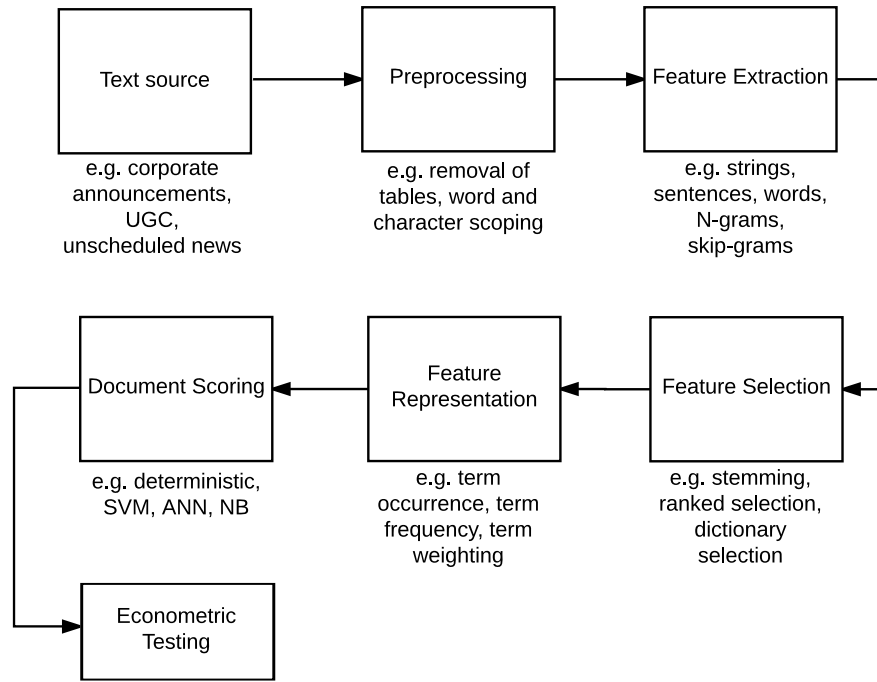 Text source
e.g. corporate
announcements,
UGC,
unscheduled news
Preprocessing
e.g. removal of
tables, word and
character scoping
Feature Extraction
e.g. strings,
sentences, words,
N-grams,
skip-grams
Feature Selection
e.g. stemming,
ranked selection,
dictionary
selection
Feature
Representation
e.g. term
occurrence, term
frequency, term
weighting
Document Scoring
e.g. deterministic,
SVM, ANN, NB
Econometric
Testing